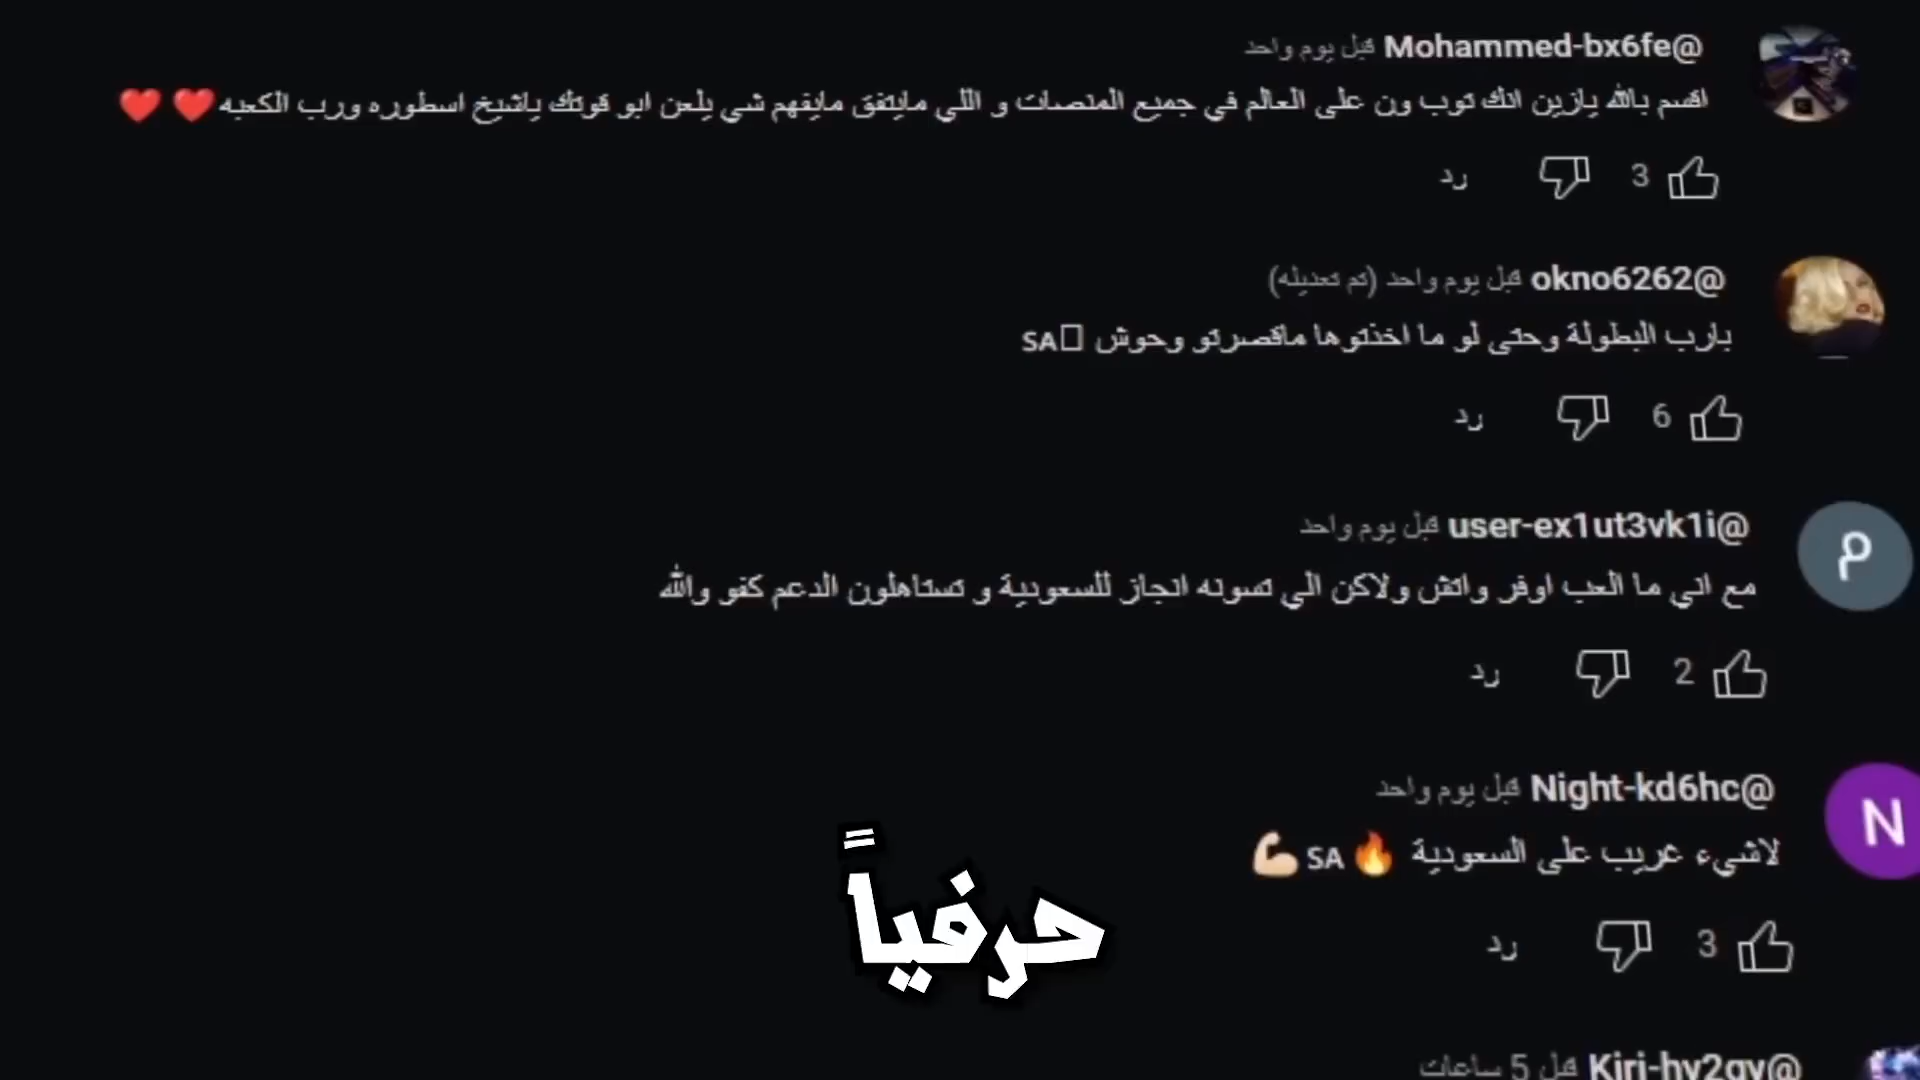 @Mohammed-bx6fe قبل يوم واحد
اقسم بالله يازين انك توب ون على العالم في جميع المنصات و اللي مايتفق مايفهم شي يلعن ابو قوتك ياشيخ اسطوره ورب الكعبه ❤️ ❤️
3 رد
@okno6262 قبل يوم واحد (تم تعديله)
يارب البطولة وحتى لو ما اخذتوها ماقصرتو وحوش SA
6 رد
م
@user-ex1ut3vk1i قبل يوم واحد
مع اني ما العب اوفر واتش ولاكن الي تسونه انجاز للسعودية و تستاهلون الدعم كفو والله
2 رد
N
@Night-kd6hc قبل يوم واحد
لاشيء غريب على السعودية 🔥 SA 💪🏻
حرفياً
3 رد
@Kiri-hy2gy قبل 5 ساعات